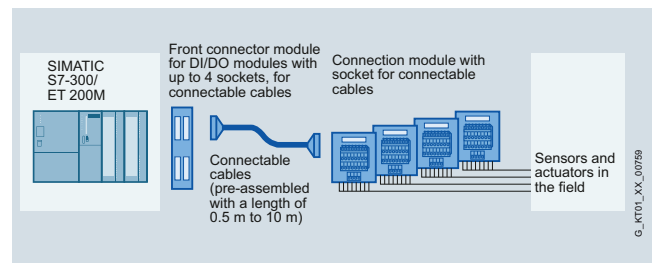 SIMATIC
S7-300/
ET 200M
Front connector module
for DI/DO modules with
up to 4 sockets, for
connectable cables
Connectable
cables
(pre-assembled
with a length of
0.5 m to 10 m)
Connection module with
socket for connectable
cables
Sensors and
actuators in
the field
G_KT01_XX_00759